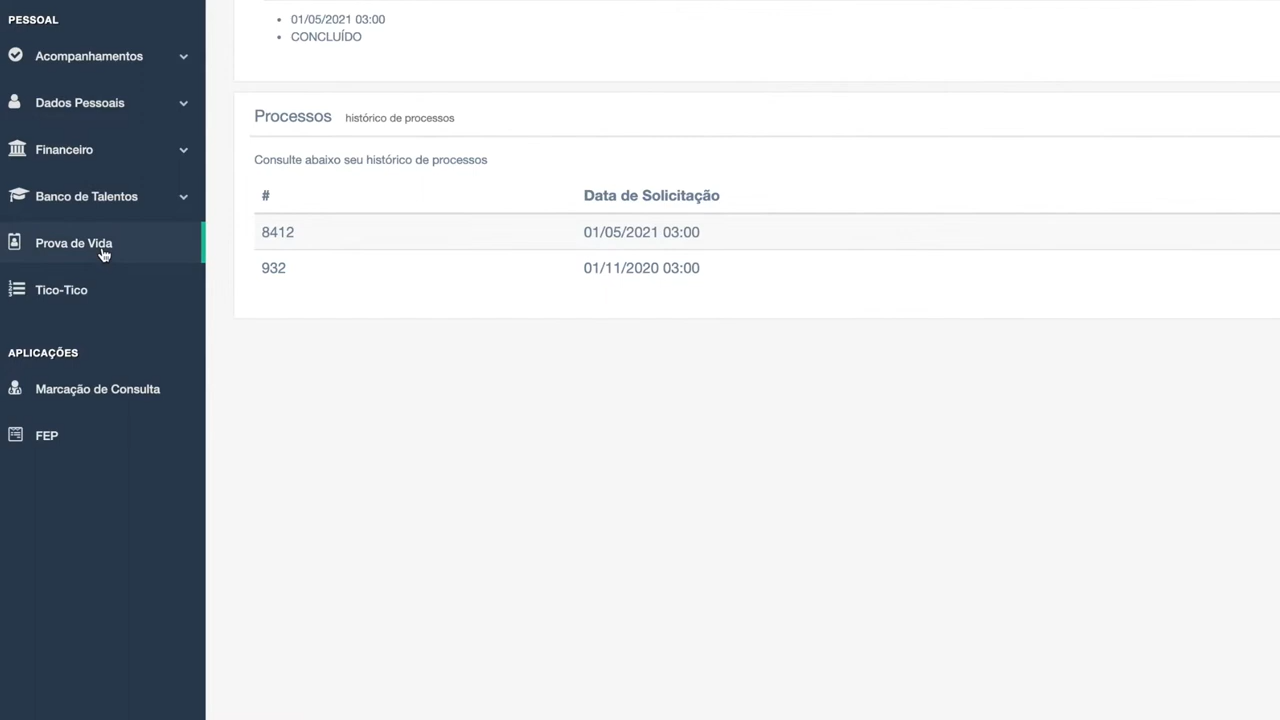 PESSOAL
Acompanhamentos
Dados Pessoais
Financeiro
Banco de Talentos
Prova de Vida
Tico-Tico
APLICAÇÕES
Marcação de Consulta
FEP
01/05/2021 03:00
CONCLUÍDO
Processos histórico de processos
Consulte abaixo seu histórico de processos
# Data de Solicitação
8412 01/05/2021 03:00
932 01/11/2020 03:00